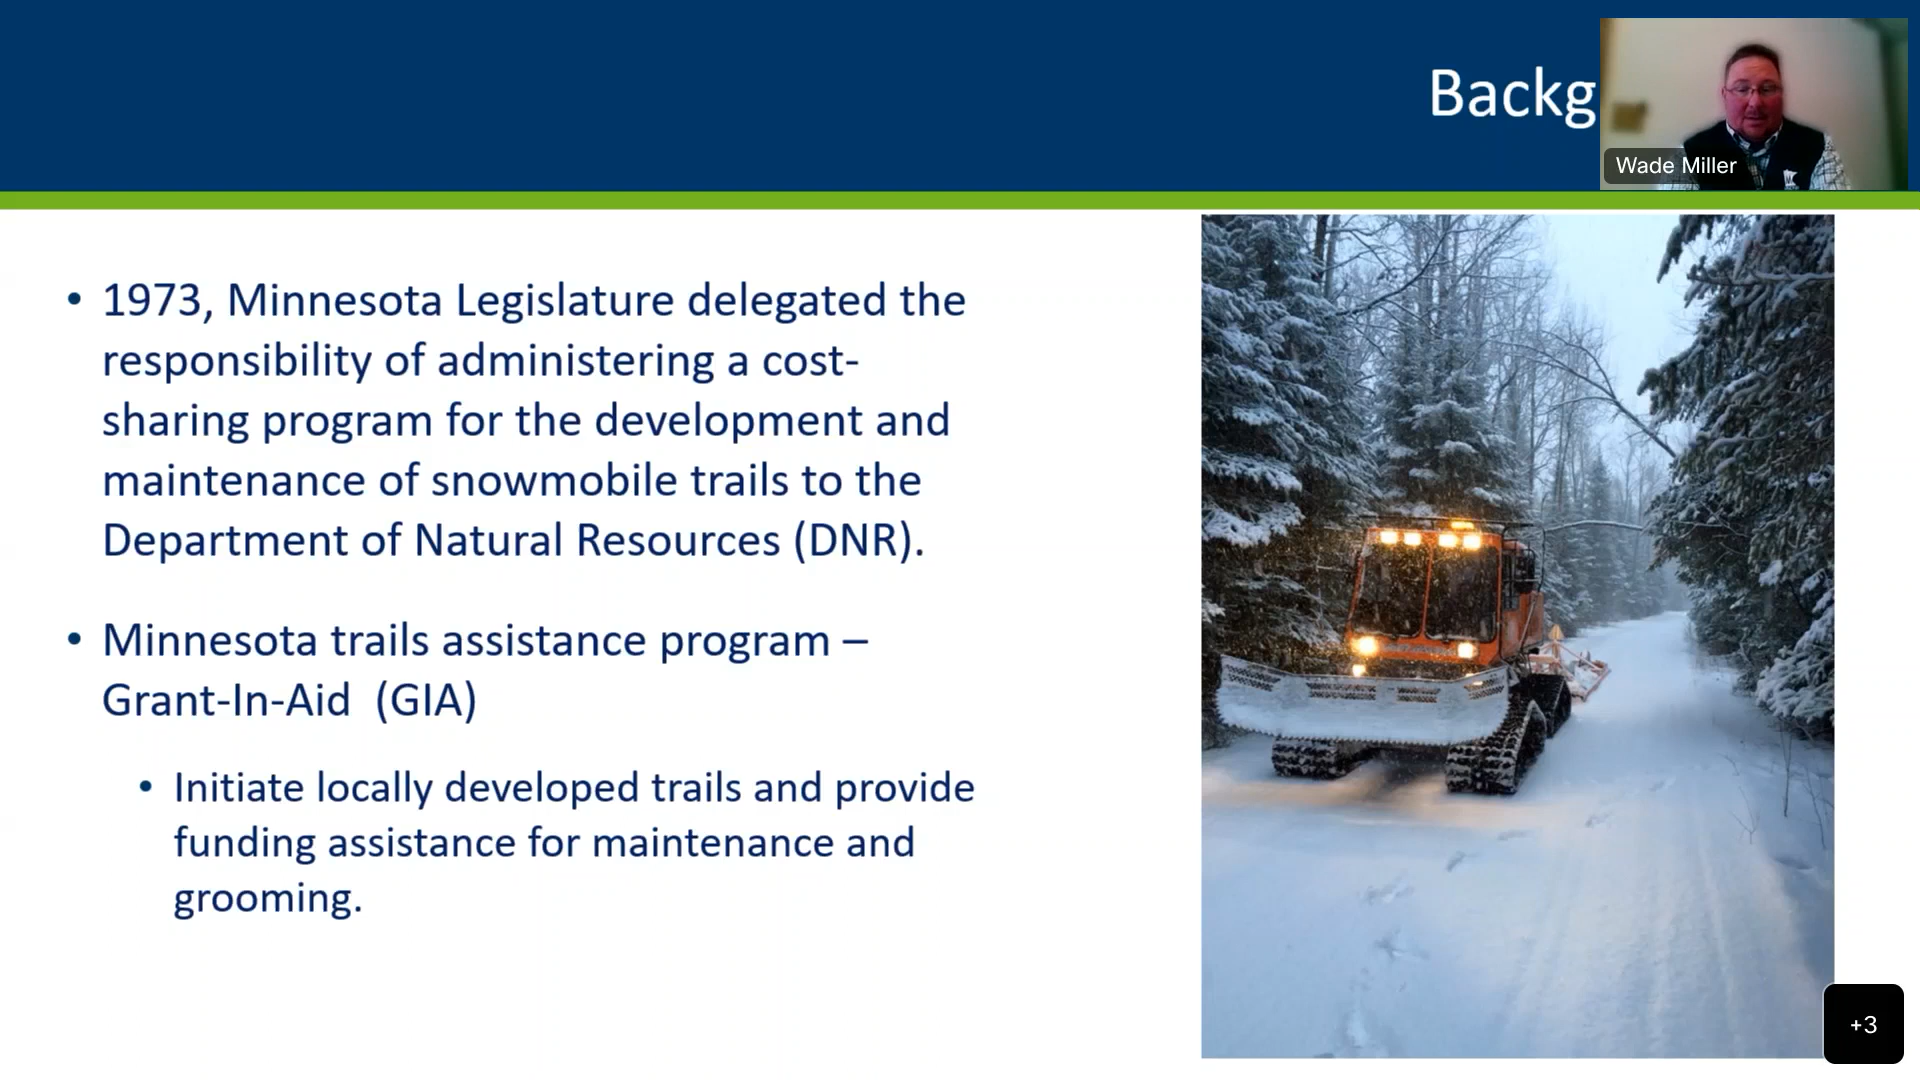 Backg
Wade Miller
• 1973, Minnesota Legislature delegated the
responsibility of administering a cost-
sharing program for the development and
maintenance of snowmobile trails to the
Department of Natural Resources (DNR).
• Minnesota trails assistance program –
Grant-In-Aid (GIA)
• Initiate locally developed trails and provide
funding assistance for maintenance and
grooming.
+3